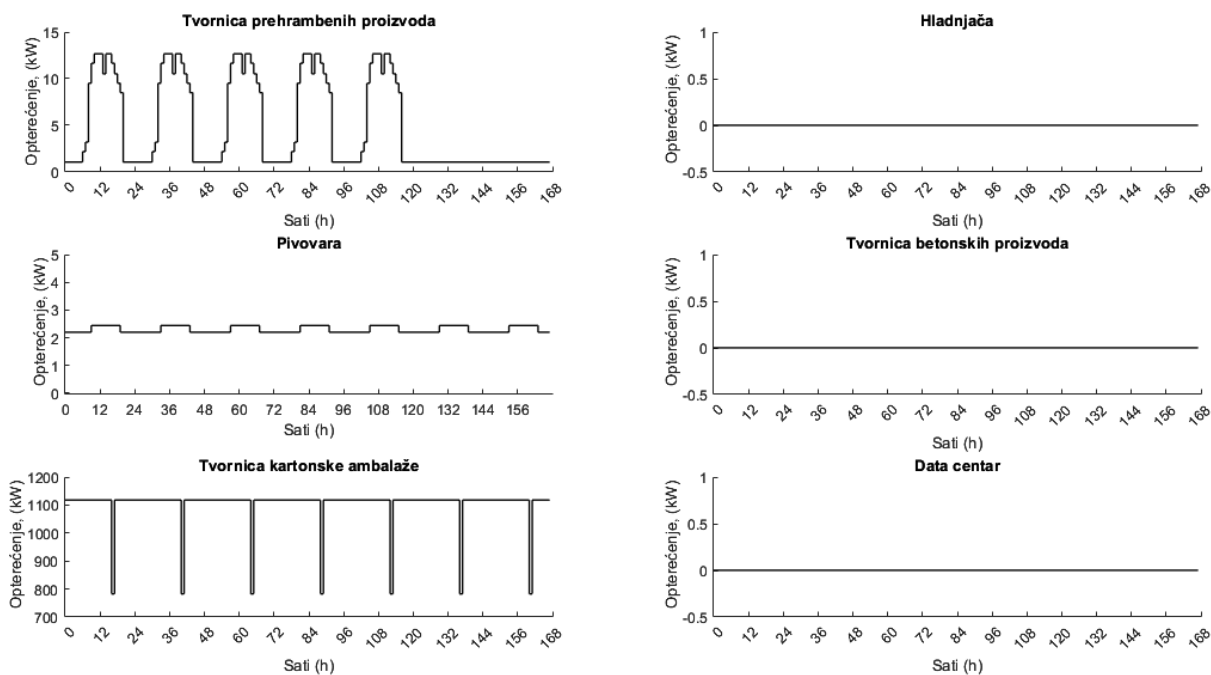 Tvornica prehrambenih proizvoda
15
10
5
0
Opterećenje, (kW)
0 12 24 36 48 60 72 84 96 108 120 132 144 156 168
Sati (h)
Hladnjača
1
0.5
0
-0.5
Opterećenje, (kW)
0 12 24 36 48 60 72 84 96 108 120 132 144 156 168
Sati (h)
Pivovara
5
4
3
2
1
0
Opterećenje, (kW)
0 12 24 36 48 60 72 84 96 108 120 132 144 156
Sati (h)
Tvornica betonskih proizvoda
1
0.5
0
-0.5
Opterećenje, (kW)
0 12 24 36 48 60 72 84 96 108 120 132 144 156 168
Sati (h)
Tvornica kartonske ambalaže
1200
1100
1000
900
800
700
Opterećenje, (kW)
0 12 24 36 48 60 72 84 96 108 120 132 144 156 168
Sati (h)
Data centar
1
0.5
0
-0.5
Opterećenje, (kW)
0 12 24 36 48 60 72 84 96 108 120 132 144 156 168
Sati (h)